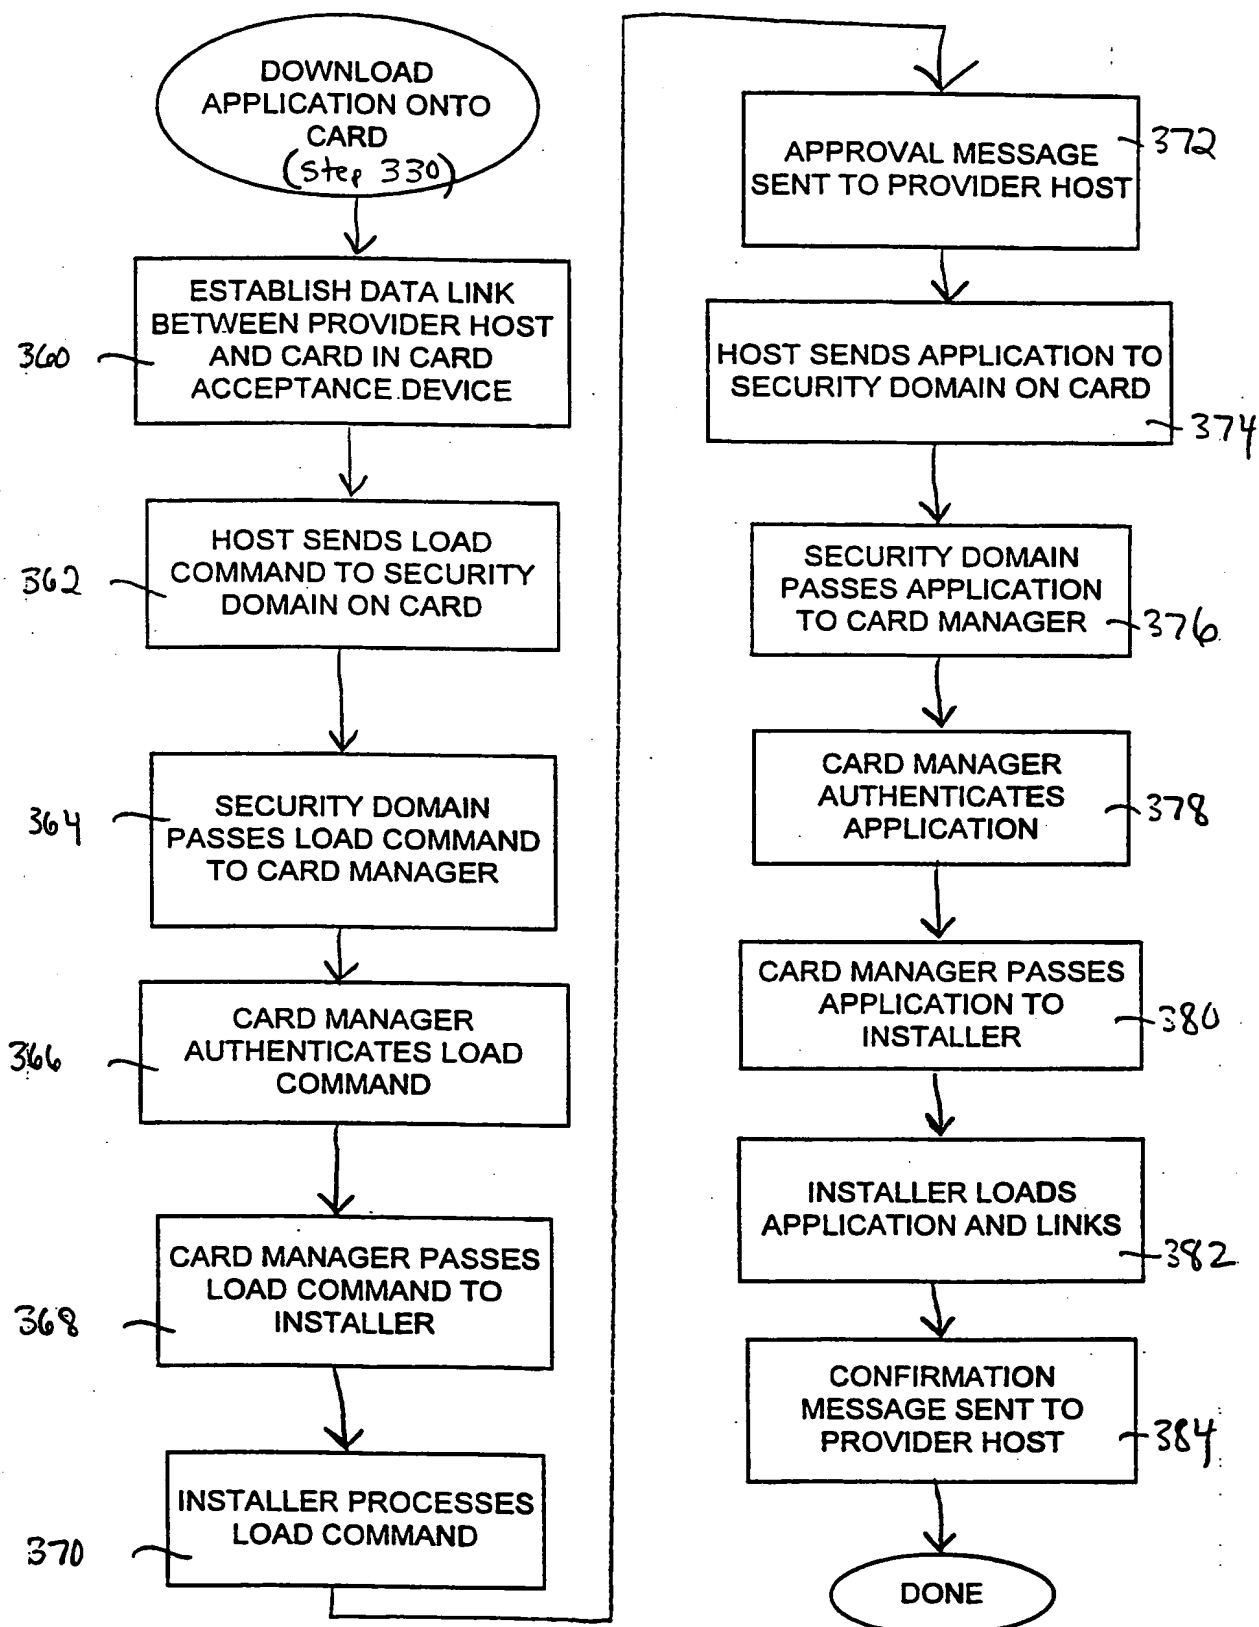 DOWNLOAD
APPLICATION ONTO
CARD
(Step 330)
ESTABLISH DATA LINK
BETWEEN PROVIDER HOST
AND CARD IN CARD
ACCEPTANCE DEVICE
360
HOST SENDS LOAD
COMMAND TO SECURITY
DOMAIN ON CARD
362
SECURITY DOMAIN
PASSES LOAD COMMAND
TO CARD MANAGER
364
CARD MANAGER
AUTHENTICATES LOAD
COMMAND
366
CARD MANAGER PASSES
LOAD COMMAND TO
INSTALLER
368
INSTALLER PROCESSES
LOAD COMMAND
370
APPROVAL MESSAGE
SENT TO PROVIDER HOST
372
HOST SENDS APPLICATION TO
SECURITY DOMAIN ON CARD
374
SECURITY DOMAIN
PASSES APPLICATION
TO CARD MANAGER
376
CARD MANAGER
AUTHENTICATES
APPLICATION
378
CARD MANAGER PASSES
APPLICATION TO
INSTALLER
380
INSTALLER LOADS
APPLICATION AND LINKS
382
CONFIRMATION
MESSAGE SENT TO
PROVIDER HOST
384
DONE